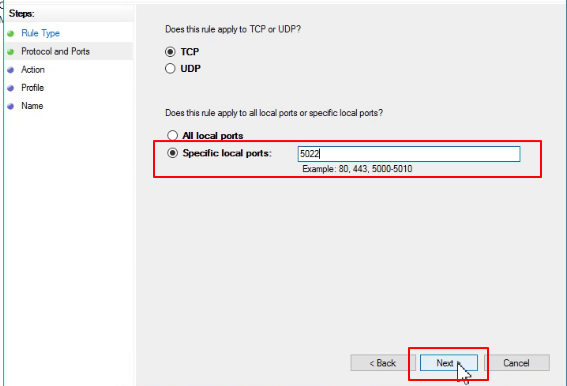 Steps:
Rule Type
Protocol and Ports
Action
Profile
Name
Does this rule apply to TCP or UDP?
TCP
UDP
Does this rule apply to all local ports or specific local ports?
All local ports
Specific local ports:
5022
Example: 80, 443, 5000-5010
< Back
Next >
Cancel